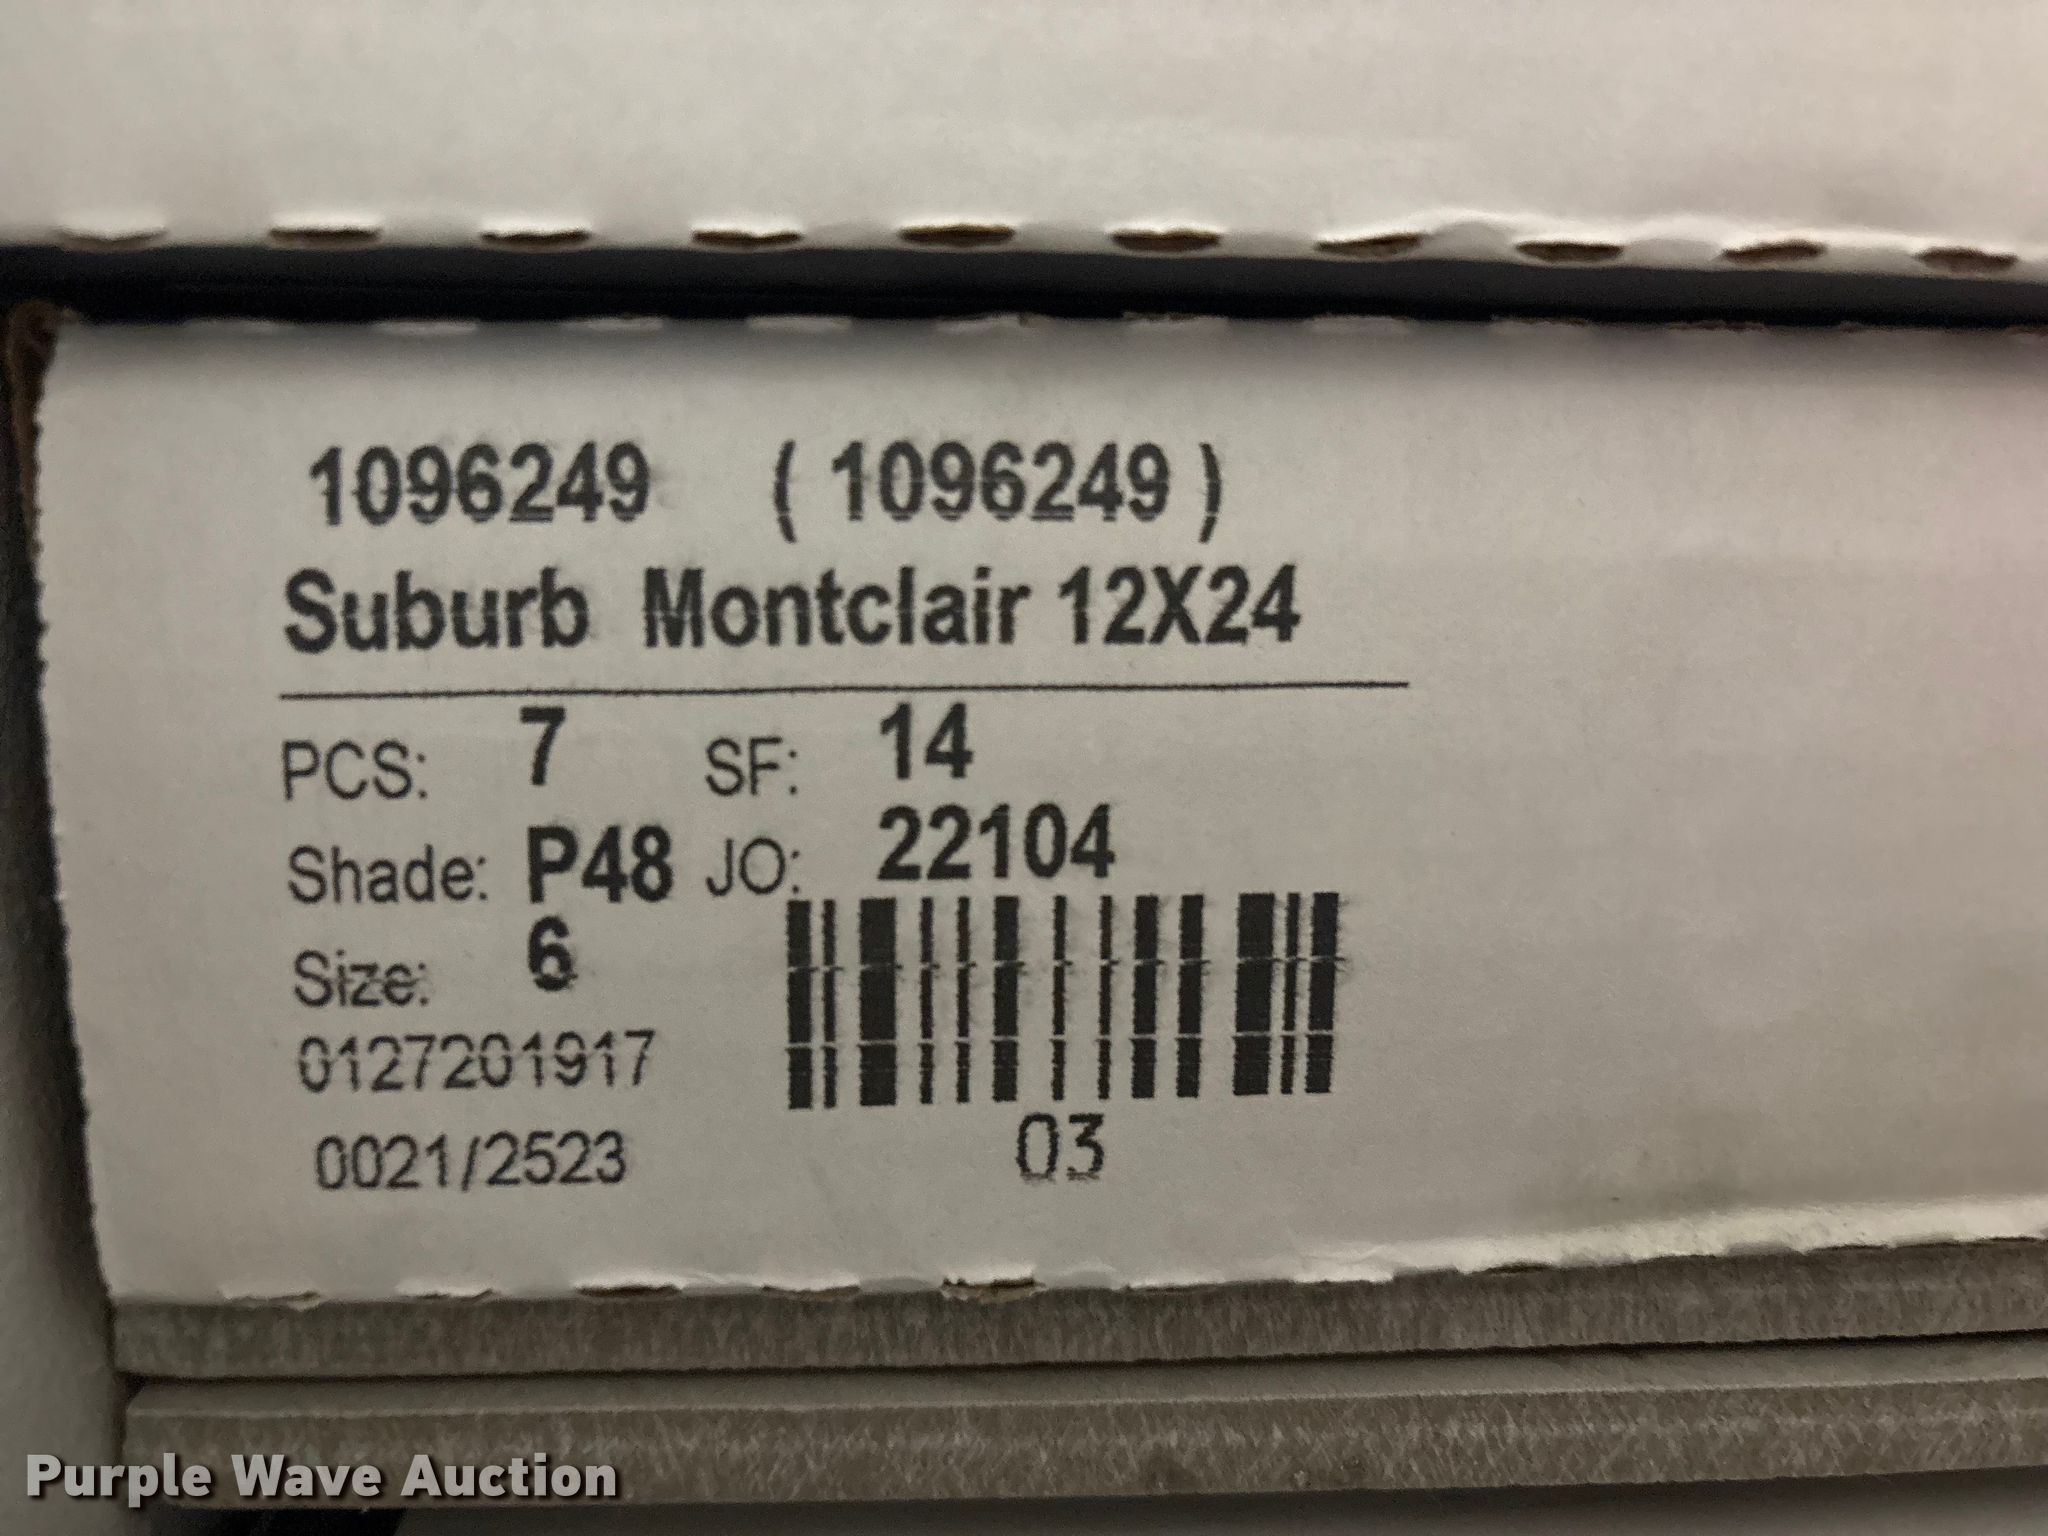 1096249 ( 1096249 )
Suburb Montclair 12X24
PCS: 7 SF: 14
Shade: P48 JO: 22104
Size: 6
0127201917
0021/2523
03
Purple Wave Auction